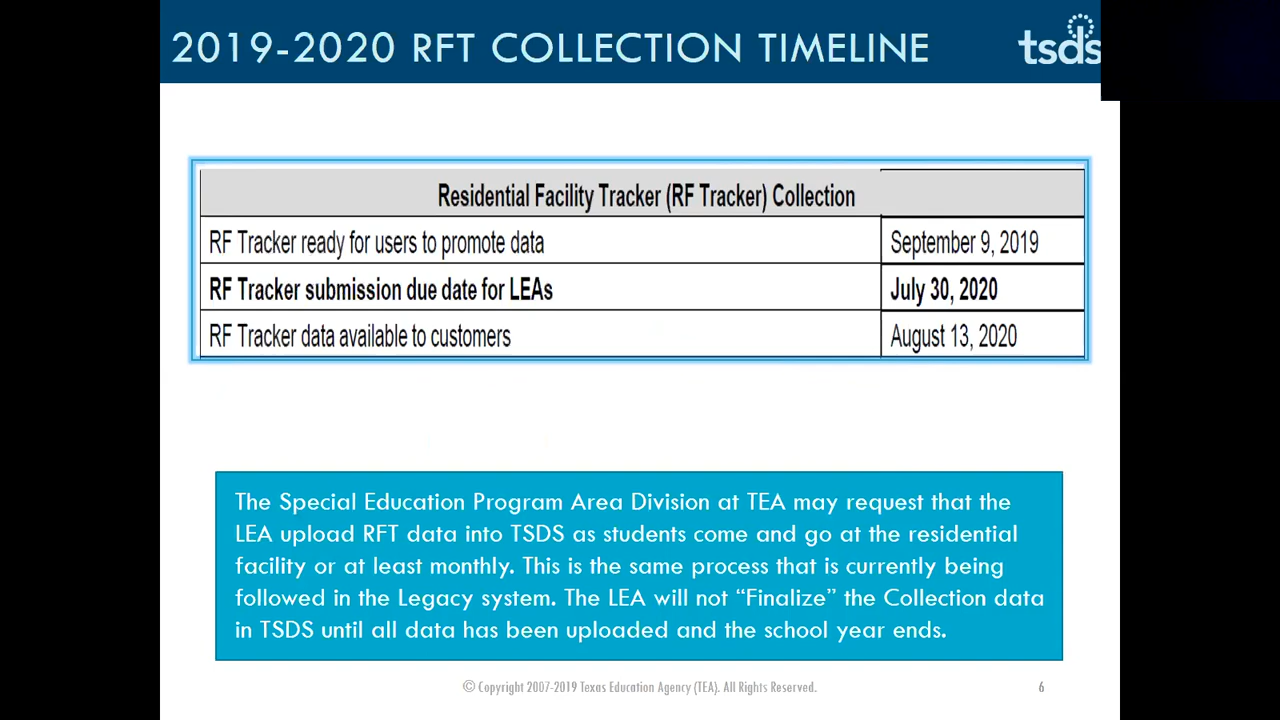 2019-2020 RFT COLLECTION TIMELINE
tsds
Residential Facility Tracker (RF Tracker) Collection
RF Tracker ready for users to promote data September 9, 2019
RF Tracker submission due date for LEAs July 30, 2020
RF Tracker data available to customers August 13, 2020
The Special Education Program Area Division at TEA may request that the
LEA upload RFT data into TSDS as students come and go at the residential
facility or at least monthly. This is the same process that is currently being
followed in the Legacy system. The LEA will not “Finalize” the Collection data
in TSDS until all data has been uploaded and the school year ends.
© Copyright 2007-2019 Texas Education Agency (TEA). All Rights Reserved.
6